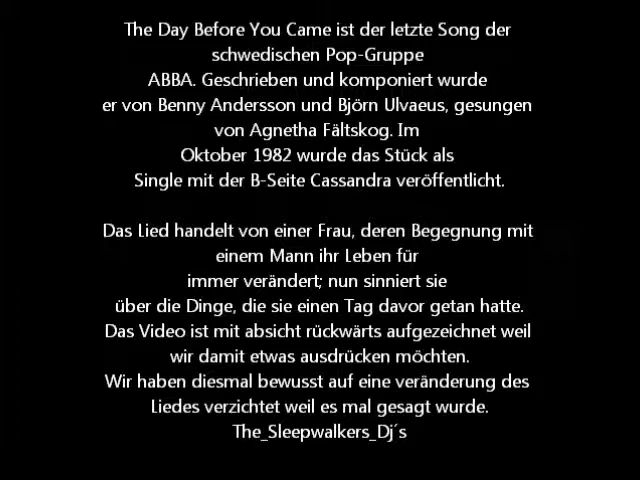 The Day Before You Came ist der letzte Song der
schwedischen Pop-Gruppe
ABBA. Geschrieben und komponiert wurde
er von Benny Andersson und Björn Ulvaeus, gesungen
von Agnetha Fältskog. Im
Oktober 1982 wurde das Stück als
Single mit der B-Seite Cassandra veröffentlicht.
Das Lied handelt von einer Frau, deren Begegnung mit
einem Mann ihr Leben für
immer verändert; nun sinniert sie
über die Dinge, die sie einen Tag davor getan hatte.
Das Video ist mit absicht rückwärts aufgezeichnet weil
wir damit etwas ausdrücken möchten.
Wir haben diesmal bewusst auf eine veränderung des
Liedes verzichtet weil es mal gesagt wurde.
The_Sleepwalkers_Dj´s